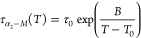 τ_{α_2−M}(T) = τ_0 exp(B / (T − T_0))